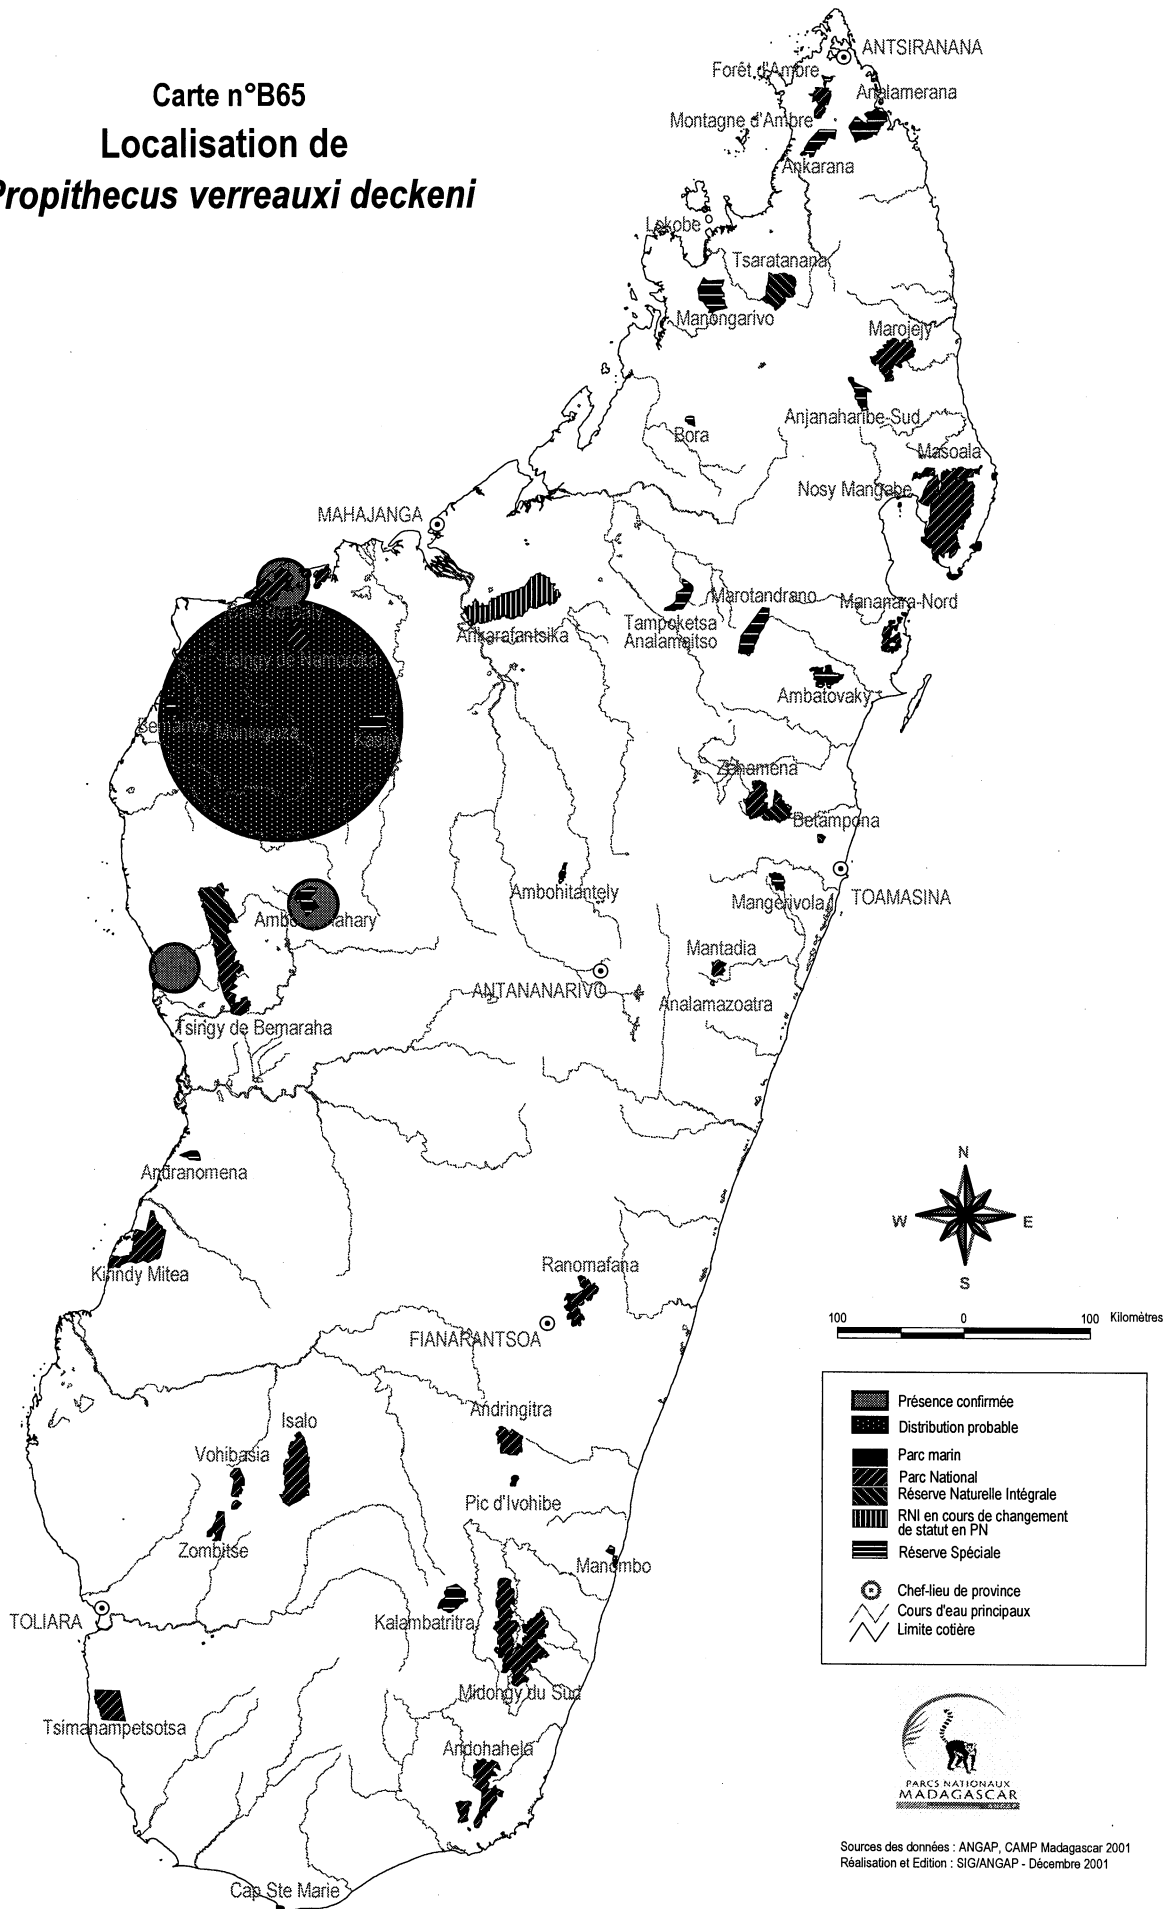 Carte n°B65
Localisation de
Propithecus verreauxi deckeni
ANTSIRANANA
Forêt d'Ambre
Analamerana
Montagne d'Ambre
Ankarana
Lokobe
Tsaratanana
Manongarivo
Marojejy
Anjanaharibe-Sud
Bora
Masoala
Nosy Mangabe
MAHAJANGA
Ankarafantsika
Marotandrano
Mananara-Nord
Tampoketsa
Analamaitso
Tsingy de Namoroka
Ambatovaky
Kasijy
Zahamena
Betampona
Ambohitantely
Mangerivola
TOAMASINA
Mantadia
ANTANANARIVO
Analamazoatra
Tsingy de Bemaraha
Andranomena
Kirindy Mitea
Ranomafana
FIANARANTSOA
Andringitra
Isalo
Vohibasia
Pic d'Ivohibe
Zombitse
Manombo
TOLIARA
Kalambatritra
Midongy du Sud
Tsimanampetsotsa
Andohahela
Cap Ste Marie
N
W
E
S
100 0 100 Kilomètres
Présence confirmée
Distribution probable
Parc marin
Parc National
Réserve Naturelle Intégrale
RNI en cours de changement
de statut en PN
Réserve Spéciale
Chef-lieu de province
Cours d'eau principaux
Limite cotière
PARCS NATIONAUX
MADAGASCAR
Sources des données : ANGAP, CAMP Madagascar 2001
Réalisation et Edition : SIG/ANGAP - Décembre 2001